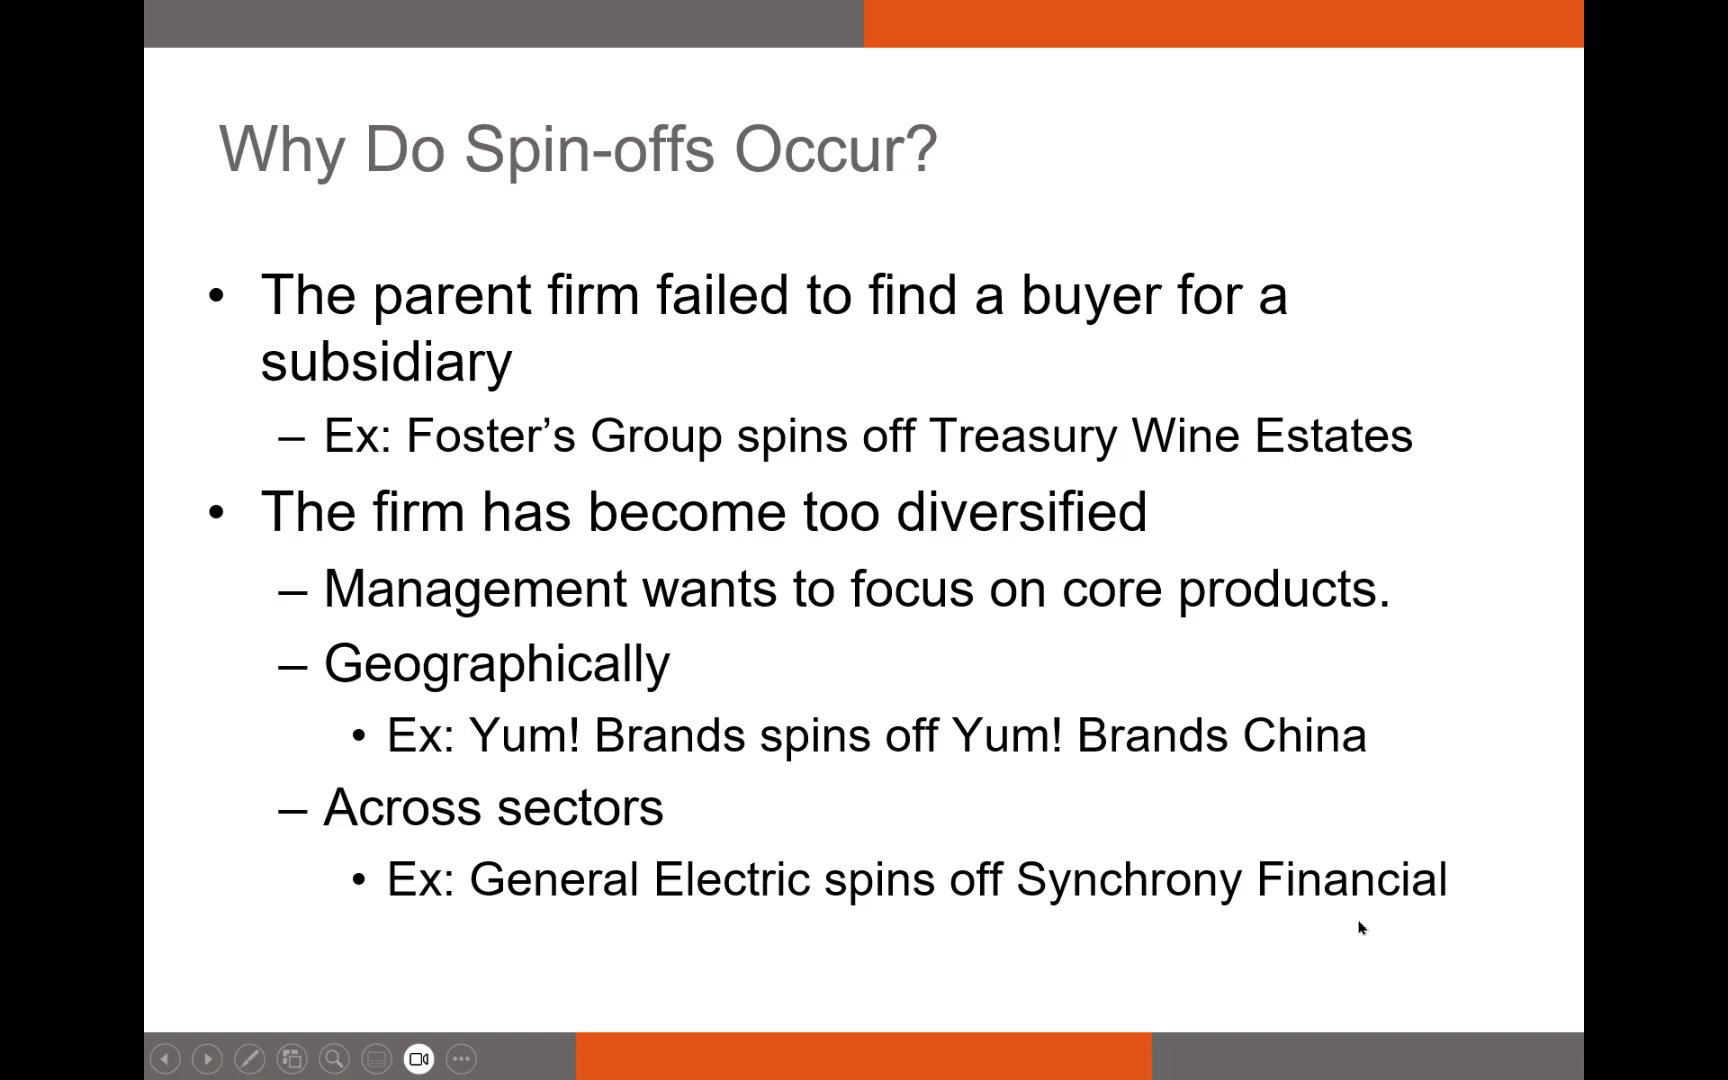 Why Do Spin-offs Occur?
• The parent firm failed to find a buyer for a
subsidiary
– Ex: Foster’s Group spins off Treasury Wine Estates
• The firm has become too diversified
– Management wants to focus on core products.
– Geographically
• Ex: Yum! Brands spins off Yum! Brands China
– Across sectors
• Ex: General Electric spins off Synchrony Financial